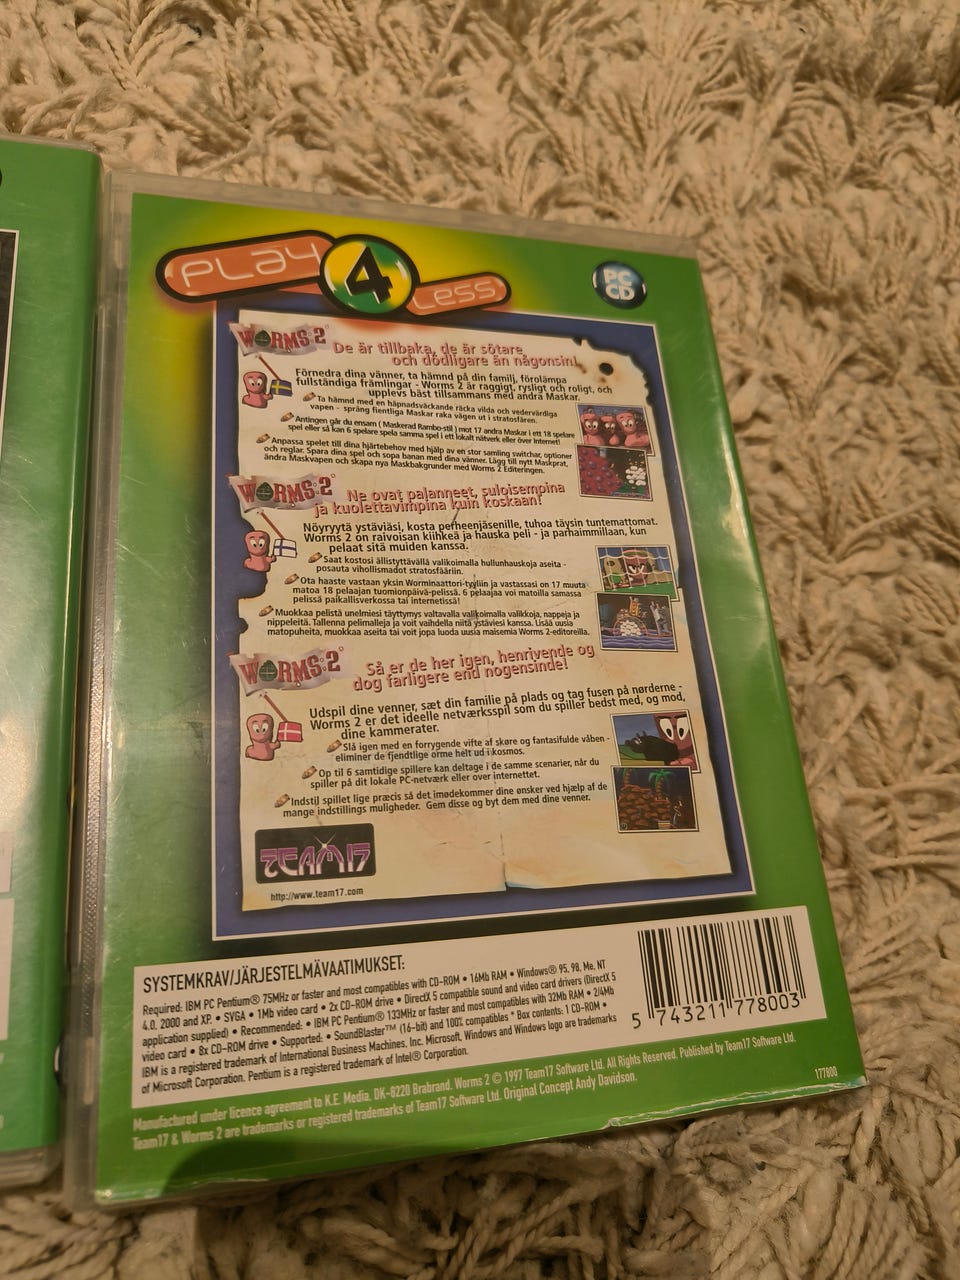 PLAY 4 LESS
PC
CD
WORMS 2
De är tillbaka, de är sötare
och dödligare än någonsin!
Förnedra dina vänner, ta hämnd på din familj, förolämpa
fullständiga främlingar - Worms 2 är raggigt, rysligt och roligt, och
upplevs bäst tillsammans med andra Maskar.
Ta hämnd med en häpnadsväckande räcka vilda och vedervärdiga
vapen - spräng fientliga Maskar raka vägen ut i stratosfären.
Antingen går du ensam ( Maskerad Rambo-stil ) mot 17 andra Maskar i ett 18 spelare
spel eller så kan 6 spelare spela samma spel i ett lokalt nätverk eller över Internet!
Anpassa spelet till dina hjärtebehov med hjälp av en stor samling switchar, optioner
och reglar. Spara dina spel och sopa banan med dina vänner. Lägg till nytt Maskprat,
ändra Maskvapen och skapa nya Maskbakgrunder med Worms 2 Editeringen.
WORMS 2
Ne ovat palanneet, suloisempina
ja kuolettavimpina kuin koskaan!
Nöyryytä ystäviäsi, kosta perheenjäsenille, tuhoa täysin tuntemattomat.
Worms 2 on raivoisan kiihkeä ja hauska peli - ja parhaimmillaan, kun
pelaat sitä muiden kanssa.
Saat kostosi ällistyttävällä valikoimalla hullunhauskoja aseita -
posauta vihollismadot stratosfääriin.
Ota haaste vastaan yksin Worminaattori-tyyliin ja vastassasi on 17 muuta
matoa 18 pelaajan tuomionpäivä-pelissä. 6 pelaajaa voi matoilla samassa
pelissä paikallisverkossa tai internetissä!
Muokkaa pelistä unelmiesi täyttymys valtavalla valikoimalla valikkoja, nappeja ja
nippeleitä. Tallenna pelimalleja ja voit vaihdella niitä ystäviesi kanssa. Lisää uusia
matopuheita, muokkaa aseita tai voit jopa luoda uusi maisemia Worms 2-editoreilla.
WORMS 2
Så er de her igen, henrivende og
dog farligere end nogensinde!
Udspil dine venner, sæt din familie på plads og tag fusen på nørderne -
Worms 2 er det ideelle netværksspil som du spiller bedst med, og mod,
dine kammerater.
Slå igen med en forrygende vifte af skøre og fantasifulde våben -
eliminer de fjendtlige orme helt ud i kosmos.
Op til 6 samtidige spillere kan deltage i de samme scenarier, når du
spiller på dit lokale PC-netværk eller over internettet.
Indstil spillet lige præcis så det imødekommer dine ønsker ved hjælp af de
mange indstillings muligheder. Gem disse og byt dem med dine venner.
TEAM17
http://www.team17.com
SYSTEMKRAV/JÄRJESTELMÄVAATIMUKSET:
Required: IBM PC Pentium® 75MHz or faster and most compatibles with CD-ROM • 16Mb RAM • Windows® 95, 98, Me, NT
4.0, 2000 and XP. • SVGA • 1Mb video card • 2x CD-ROM drive • DirectX 5 compatible sound and video card drivers (DirectX 5
application supplied) • Recommended: • IBM PC Pentium® 133MHz or faster and most compatibles with 32Mb RAM • 2/4Mb
video card • 8x CD-ROM drive • Supported: • SoundBlaster™ (16-bit) and 100% compatibles * Box contents: 1 CD-ROM •
IBM is a registered trademark of International Business Machines, Inc. Microsoft, Windows and Windows logo are trademarks
of Microsoft Corporation. Pentium is a registered trademark of Intel® Corporation.
5 743211 778003
Manufactured under licence agreement to K.E. Media, DK-8220 Brabrand. Worms 2 © 1997 Team17 Software Ltd. All Rights Reserved. Published by Team17 Software Ltd.
Team17 & Worms 2 are trademarks or registered trademarks of Team17 Software Ltd. Original Concept Andy Davidson.
177800